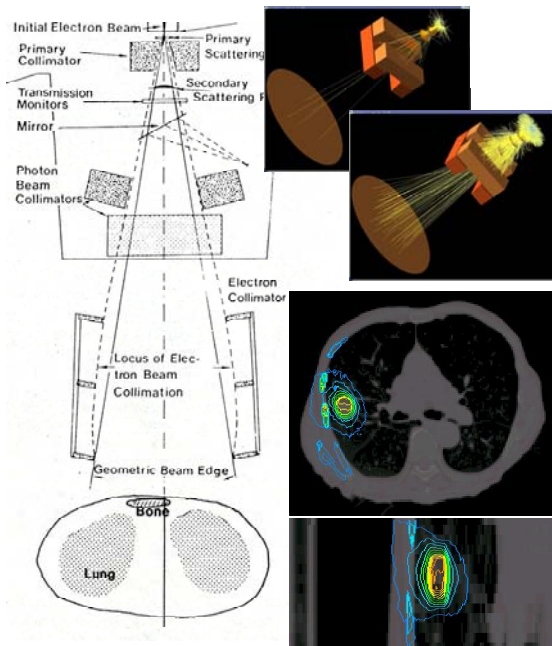 Initial Electron Beam
Primary
Scattering
Primary
Collimator
Secondary
Scattering F
Transmission
Monitors
Mirror
Photon
Beam
Collimators
Electron
Collimator
Locus of Elec-
tron Beam
Collimation
Geometric Beam Edge
Bone
Lung